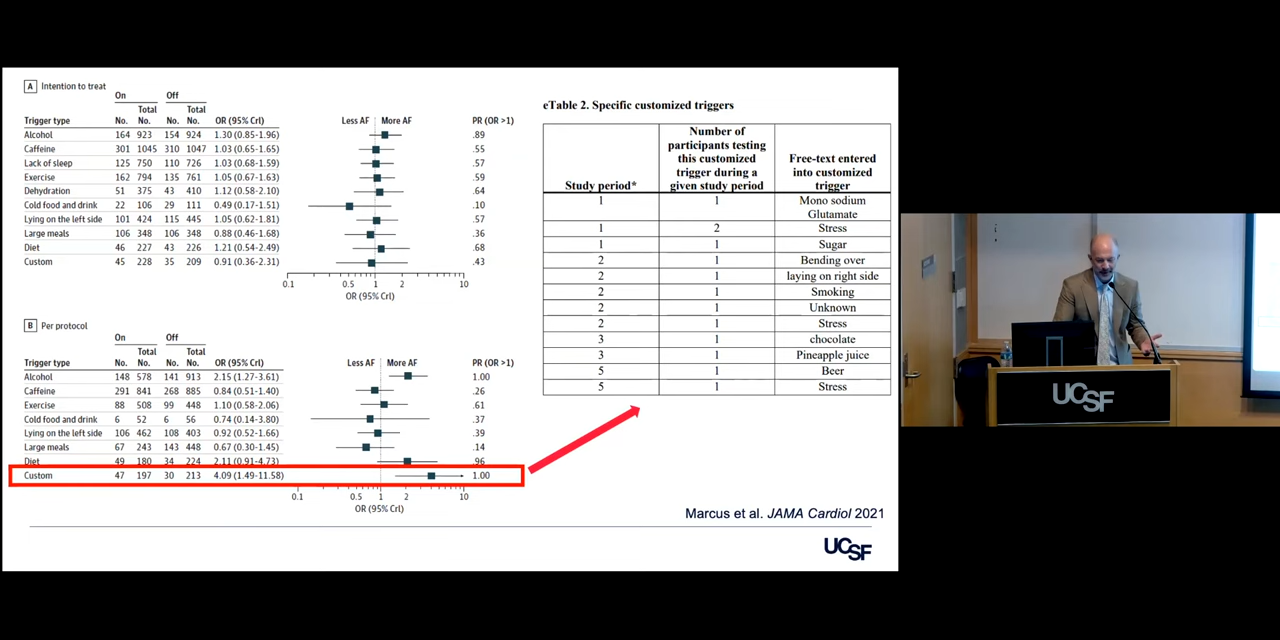 A Intention to treat
On Off
Trigger type No. Total No. No. Total No. OR (95% CrI) Less AF More AF PR (OR >1)
Alcohol 164 923 154 924 1.30 (0.85-1.96) .89
Caffeine 301 1045 310 1047 1.03 (0.65-1.65) .55
Lack of sleep 125 750 110 726 1.03 (0.68-1.59) .57
Exercise 162 794 135 761 1.05 (0.67-1.63) .59
Dehydration 51 375 43 410 1.12 (0.58-2.10) .64
Cold food and drink 22 106 29 111 0.49 (0.17-1.51) .10
Lying on the left side 101 424 115 445 1.05 (0.62-1.81) .57
Large meals 106 348 106 348 0.88 (0.46-1.68) .36
Diet 46 227 43 226 1.21 (0.54-2.49) .68
Custom 45 228 35 209 0.91 (0.36-2.31) .43
0.1 0.5 1 2 10
OR (95% CrI)
B Per protocol
On Off
Trigger type No. Total No. No. Total No. OR (95% CrI) Less AF More AF PR (OR >1)
Alcohol 148 578 141 913 2.15 (1.27-3.61) 1.00
Caffeine 291 841 268 885 0.84 (0.51-1.40) .26
Exercise 88 508 99 448 1.10 (0.58-2.06) .61
Cold food and drink 6 52 6 56 0.74 (0.14-3.80) .37
Lying on the left side 106 462 108 403 0.92 (0.52-1.66) .39
Large meals 67 243 143 448 0.67 (0.30-1.45) .14
Diet 49 180 34 224 2.11 (0.91-4.73) .96
Custom 47 197 30 213 4.09 (1.49-11.58) 1.00
0.1 0.5 1 2 10
OR (95% CrI)
eTable 2. Specific customized triggers
Study period* Number of participants testing this customized trigger during a given study period Free-text entered into customized trigger
1 1 Mono sodium Glutamate
1 2 Stress
1 1 Sugar
2 1 Bending over
2 1 laying on right side
2 1 Smoking
2 1 Unknown
2 1 Stress
3 1 chocolate
3 1 Pineapple juice
5 1 Beer
5 1 Stress
Marcus et al. JAMA Cardiol 2021
UCSF
UCSF